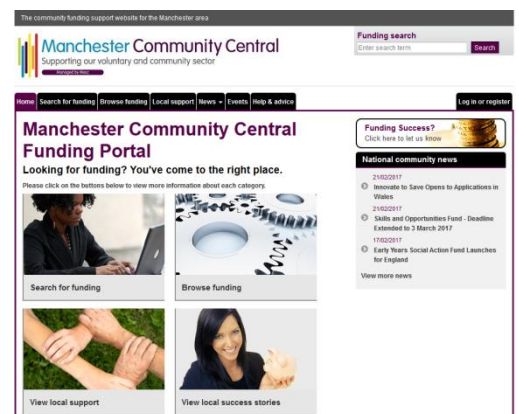 The community funding support website for the Manchester area
Manchester Community Central
Supporting our voluntary and community sector
Managed by Macc
Funding search
Enter search term
Search
Home
Search for funding
Browse funding
Local support
News
Events
Help & advice
Log in or register
Manchester Community Central
Funding Portal
Looking for funding? You've come to the right place.
Please click on the buttons below to view more information about each category.
Search for funding
Browse funding
View local support
View local success stories
Funding Success?
Click here to let us know
National community news
21/02/2017
Innovate to Save Opens to Applications in
Wales
21/02/2017
Skills and Opportunities Fund - Deadline
Extended to 3 March 2017
17/02/2017
Early Years Social Action Fund Launches
for England
View more news